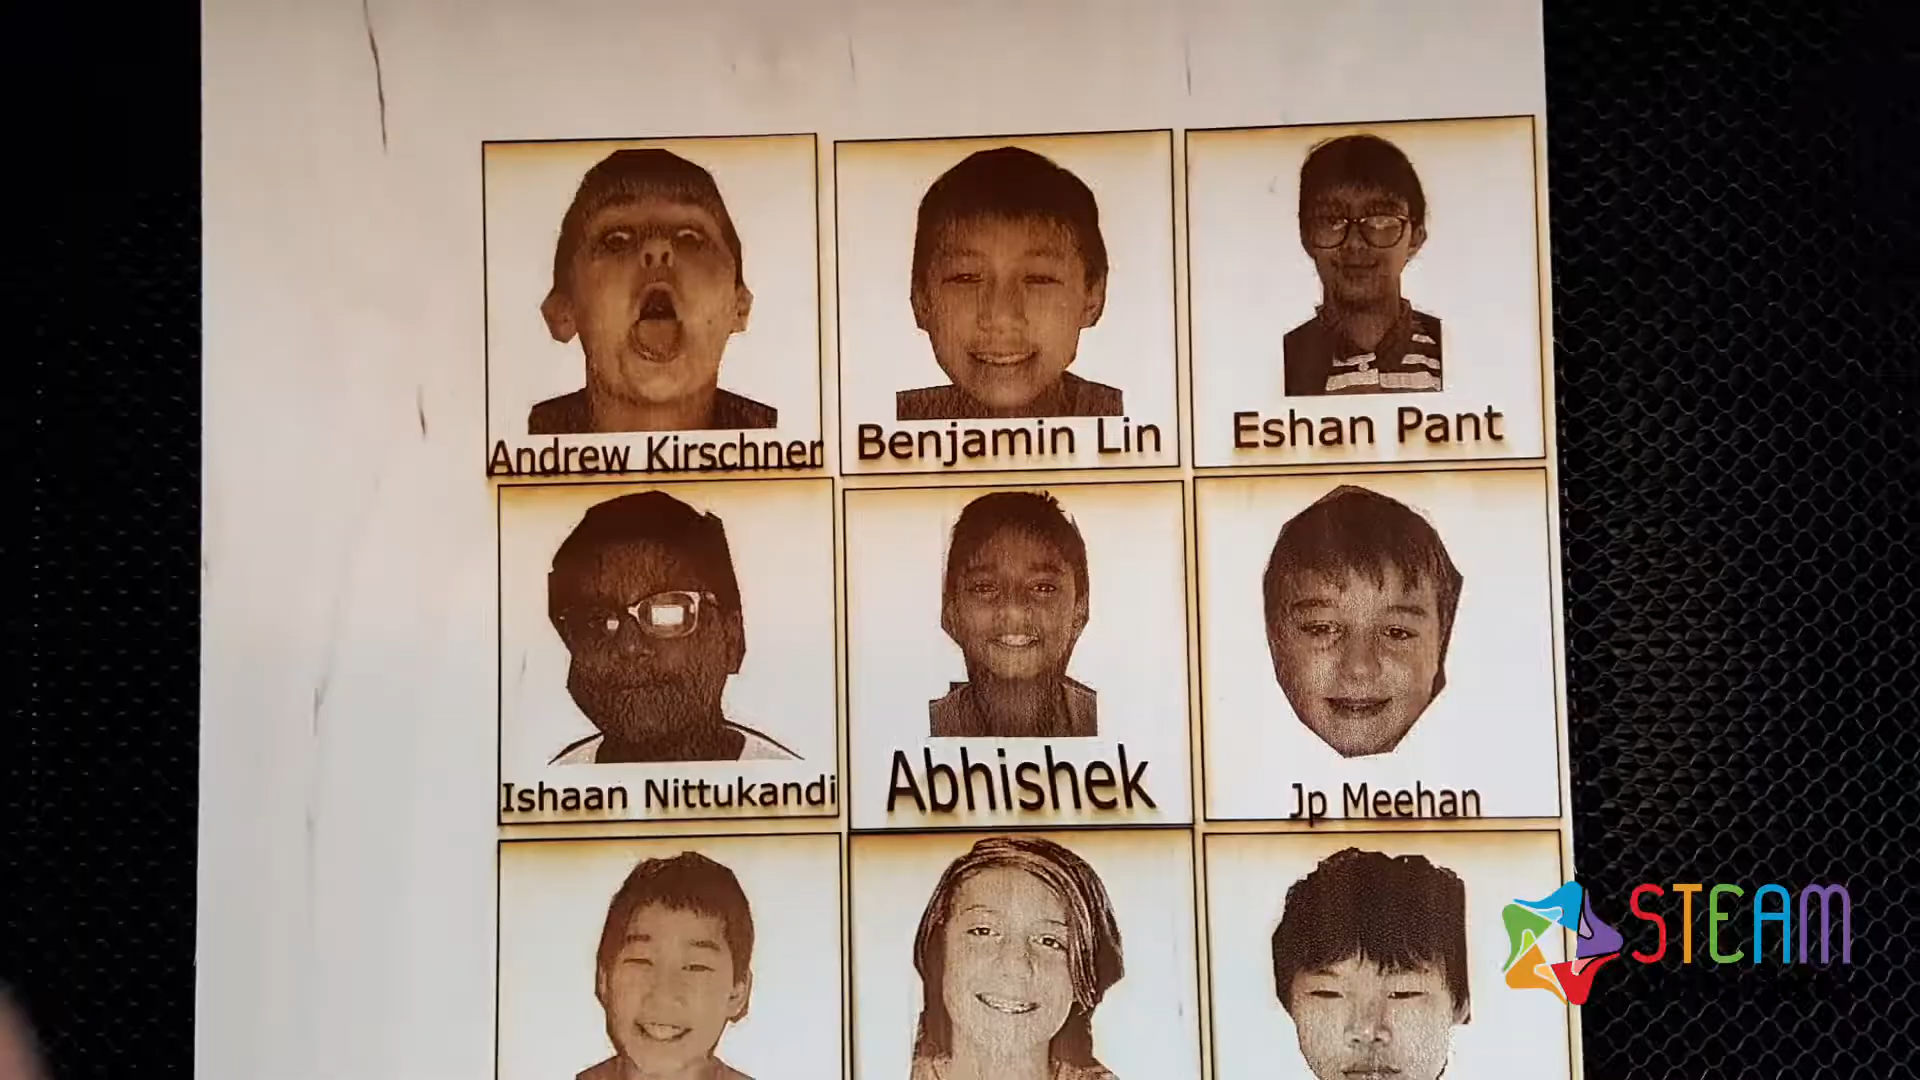 Andrew Kirschner
Benjamin Lin
Eshan Pant
Ishaan Nittukandi
Abhishek
Jp Meehan
STEAM